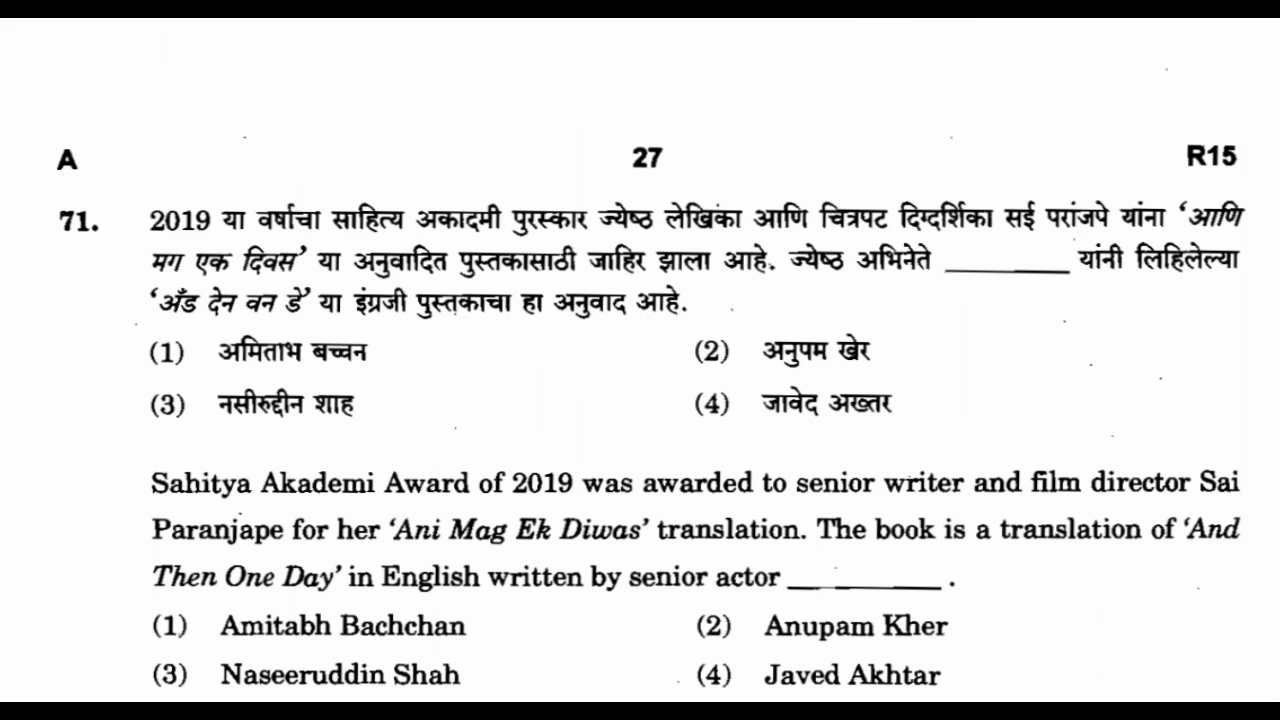 A 27 R15
71. 2019 या वर्षाचा साहित्य अकादमी पुरस्कार ज्येष्ठ लेखिका आणि चित्रपट दिग्दर्शिका सई परांजपे यांना ‘आणि
मग एक दिवस’ या अनुवादित पुस्तकासाठी जाहिर झाला आहे. ज्येष्ठ अभिनेते ________ यांनी लिहिलेल्या
‘अँड देन वन डे’ या इंग्रजी पुस्तकाचा हा अनुवाद आहे.
(1) अमिताभ बच्चन (2) अनुपम खेर
(3) नसीरुद्दीन शाह (4) जावेद अख्तर
Sahitya Akademi Award of 2019 was awarded to senior writer and film director Sai
Paranjape for her ‘Ani Mag Ek Diwas’ translation. The book is a translation of ‘And
Then One Day’ in English written by senior actor __________ .
(1) Amitabh Bachchan (2) Anupam Kher
(3) Naseeruddin Shah (4) Javed Akhtar